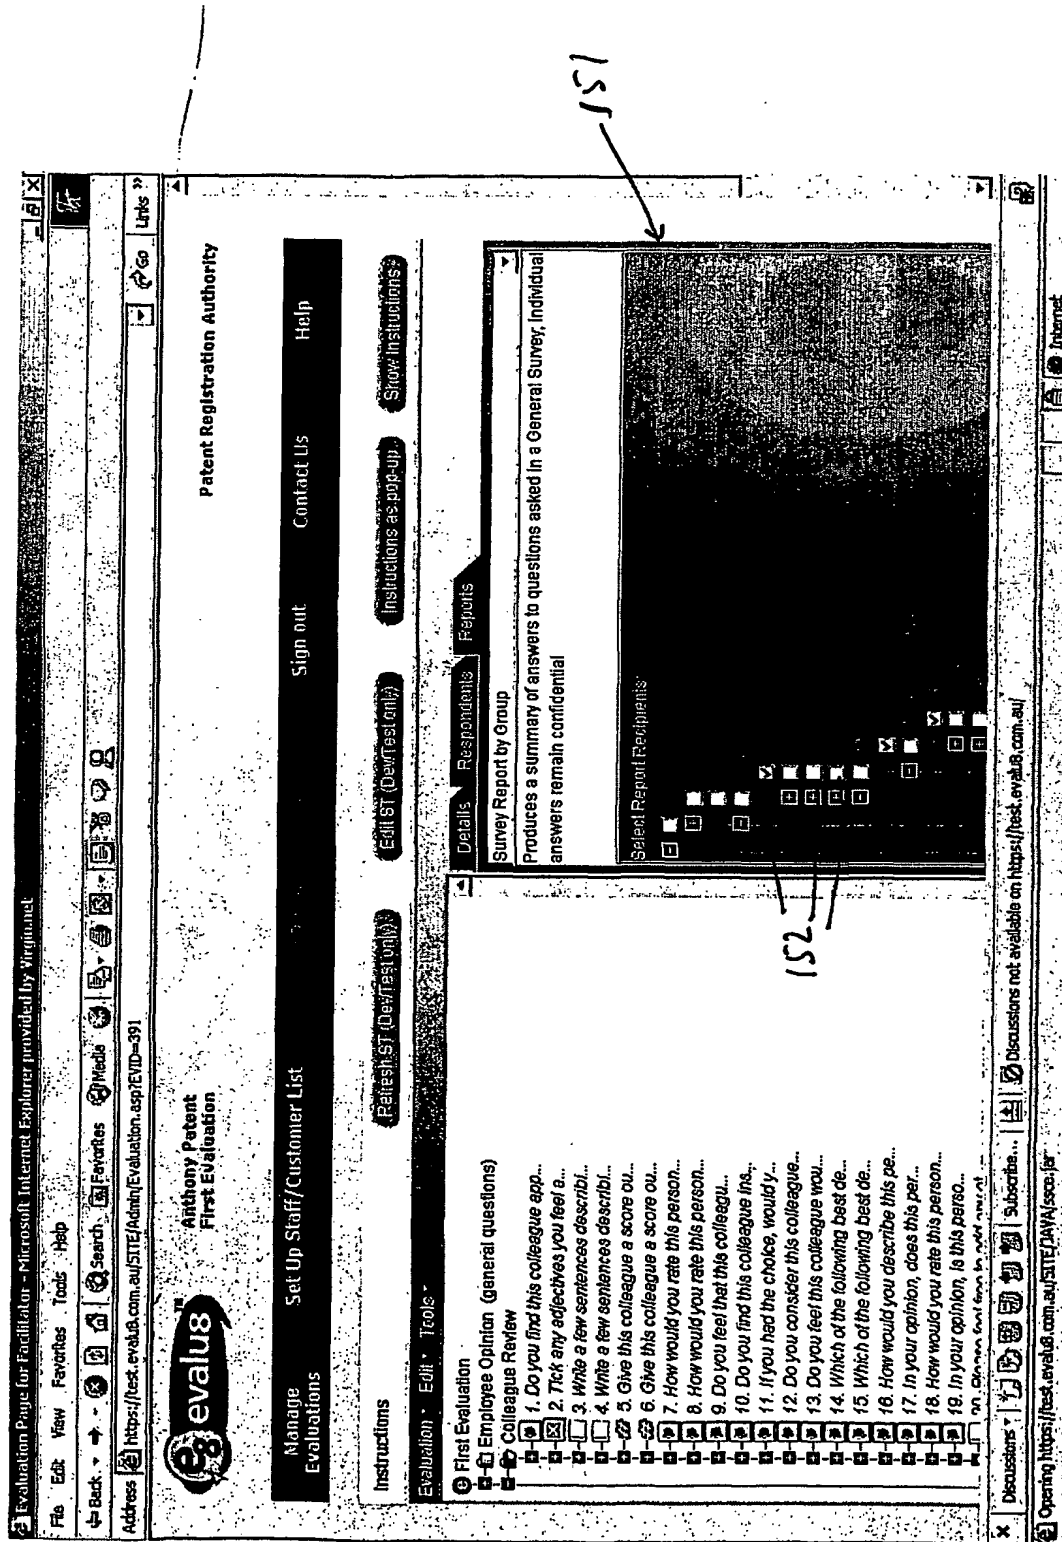 Evaluation Page for Facilitator - Microsoft Internet Explorer provided by Virgin.net
File Edit View Favorites Tools Help
Back Search Favorites Media
Address https://test.evalu8.com.au/SITE/Admin/Evaluation.asp?EVID=391 Go Links »
e8 evalu8 ™
Anthony Patent
First Evaluation
Patent Registration Authority
Manage Evaluations Set Up Staff/Customer List Sign out Contact Us Help
Instructions Refresh ST (Dev/Test only) Edit ST (Dev/Test only) Instructions as pop-up Show Instructions
Evaluation Edit Tools
First Evaluation
Employee Opinion (general questions)
Colleague Review
1. Do you find this colleague app...
2. Tick any adjectives you feel a...
3. Write a few sentences describi...
4. Write a few sentences describi...
5. Give this colleague a score ou...
6. Give this colleague a score ou...
7. How would you rate this person...
8. How would you rate this person...
9. Do you feel that this colleagu...
10. Do you find this colleague ins...
11. If you had the choice, would y...
12. Do you consider this colleague...
13. Do you feel this colleague wou...
14. Which of the following best de...
15. Which of the following best de...
16. How would you describe this pe...
17. In your opinion, does this per...
18. How would you rate this person...
19. In your opinion, is this perso...
Details Respondents Reports
Survey Report by Group
Produces a summary of answers to questions asked in a General Survey, Individual
answers remain confidential
Select Report Recipients
151
152
Discussions Subscribe... Discussions not available on https://test.evalu8.com.au/
Opening https://test.evalu8.com.au/SITE/JAVA/ssce.jar Internet